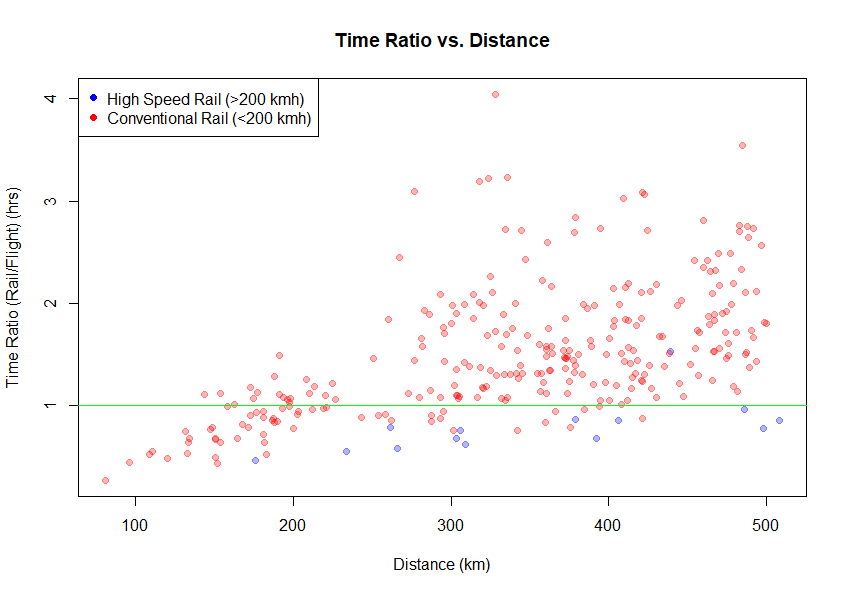 Time Ratio vs. Distance
High Speed Rail (>200 kmh)
Conventional Rail (<200 kmh)
Time Ratio (Rail/Flight) (hrs)
4
3
2
1
100 200 300 400 500
Distance (km)